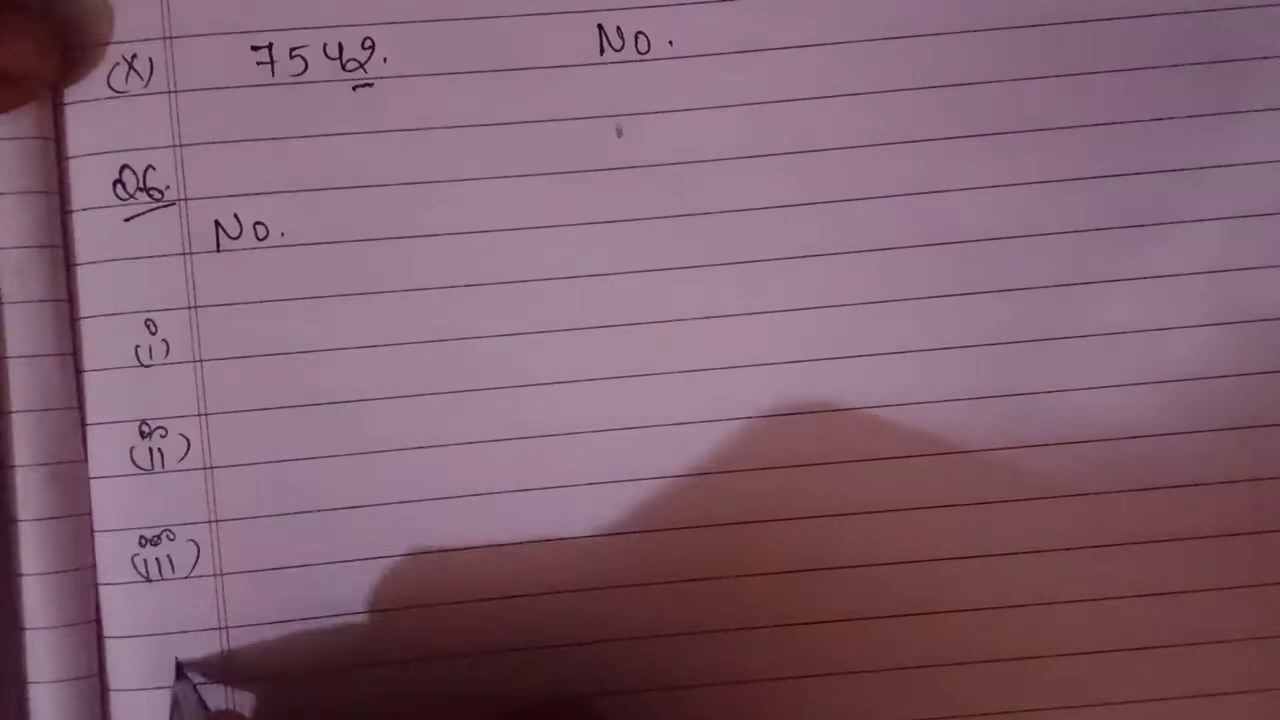 (X) 7542. No.
Q6.
No.
(i)
(ii)
(iii)